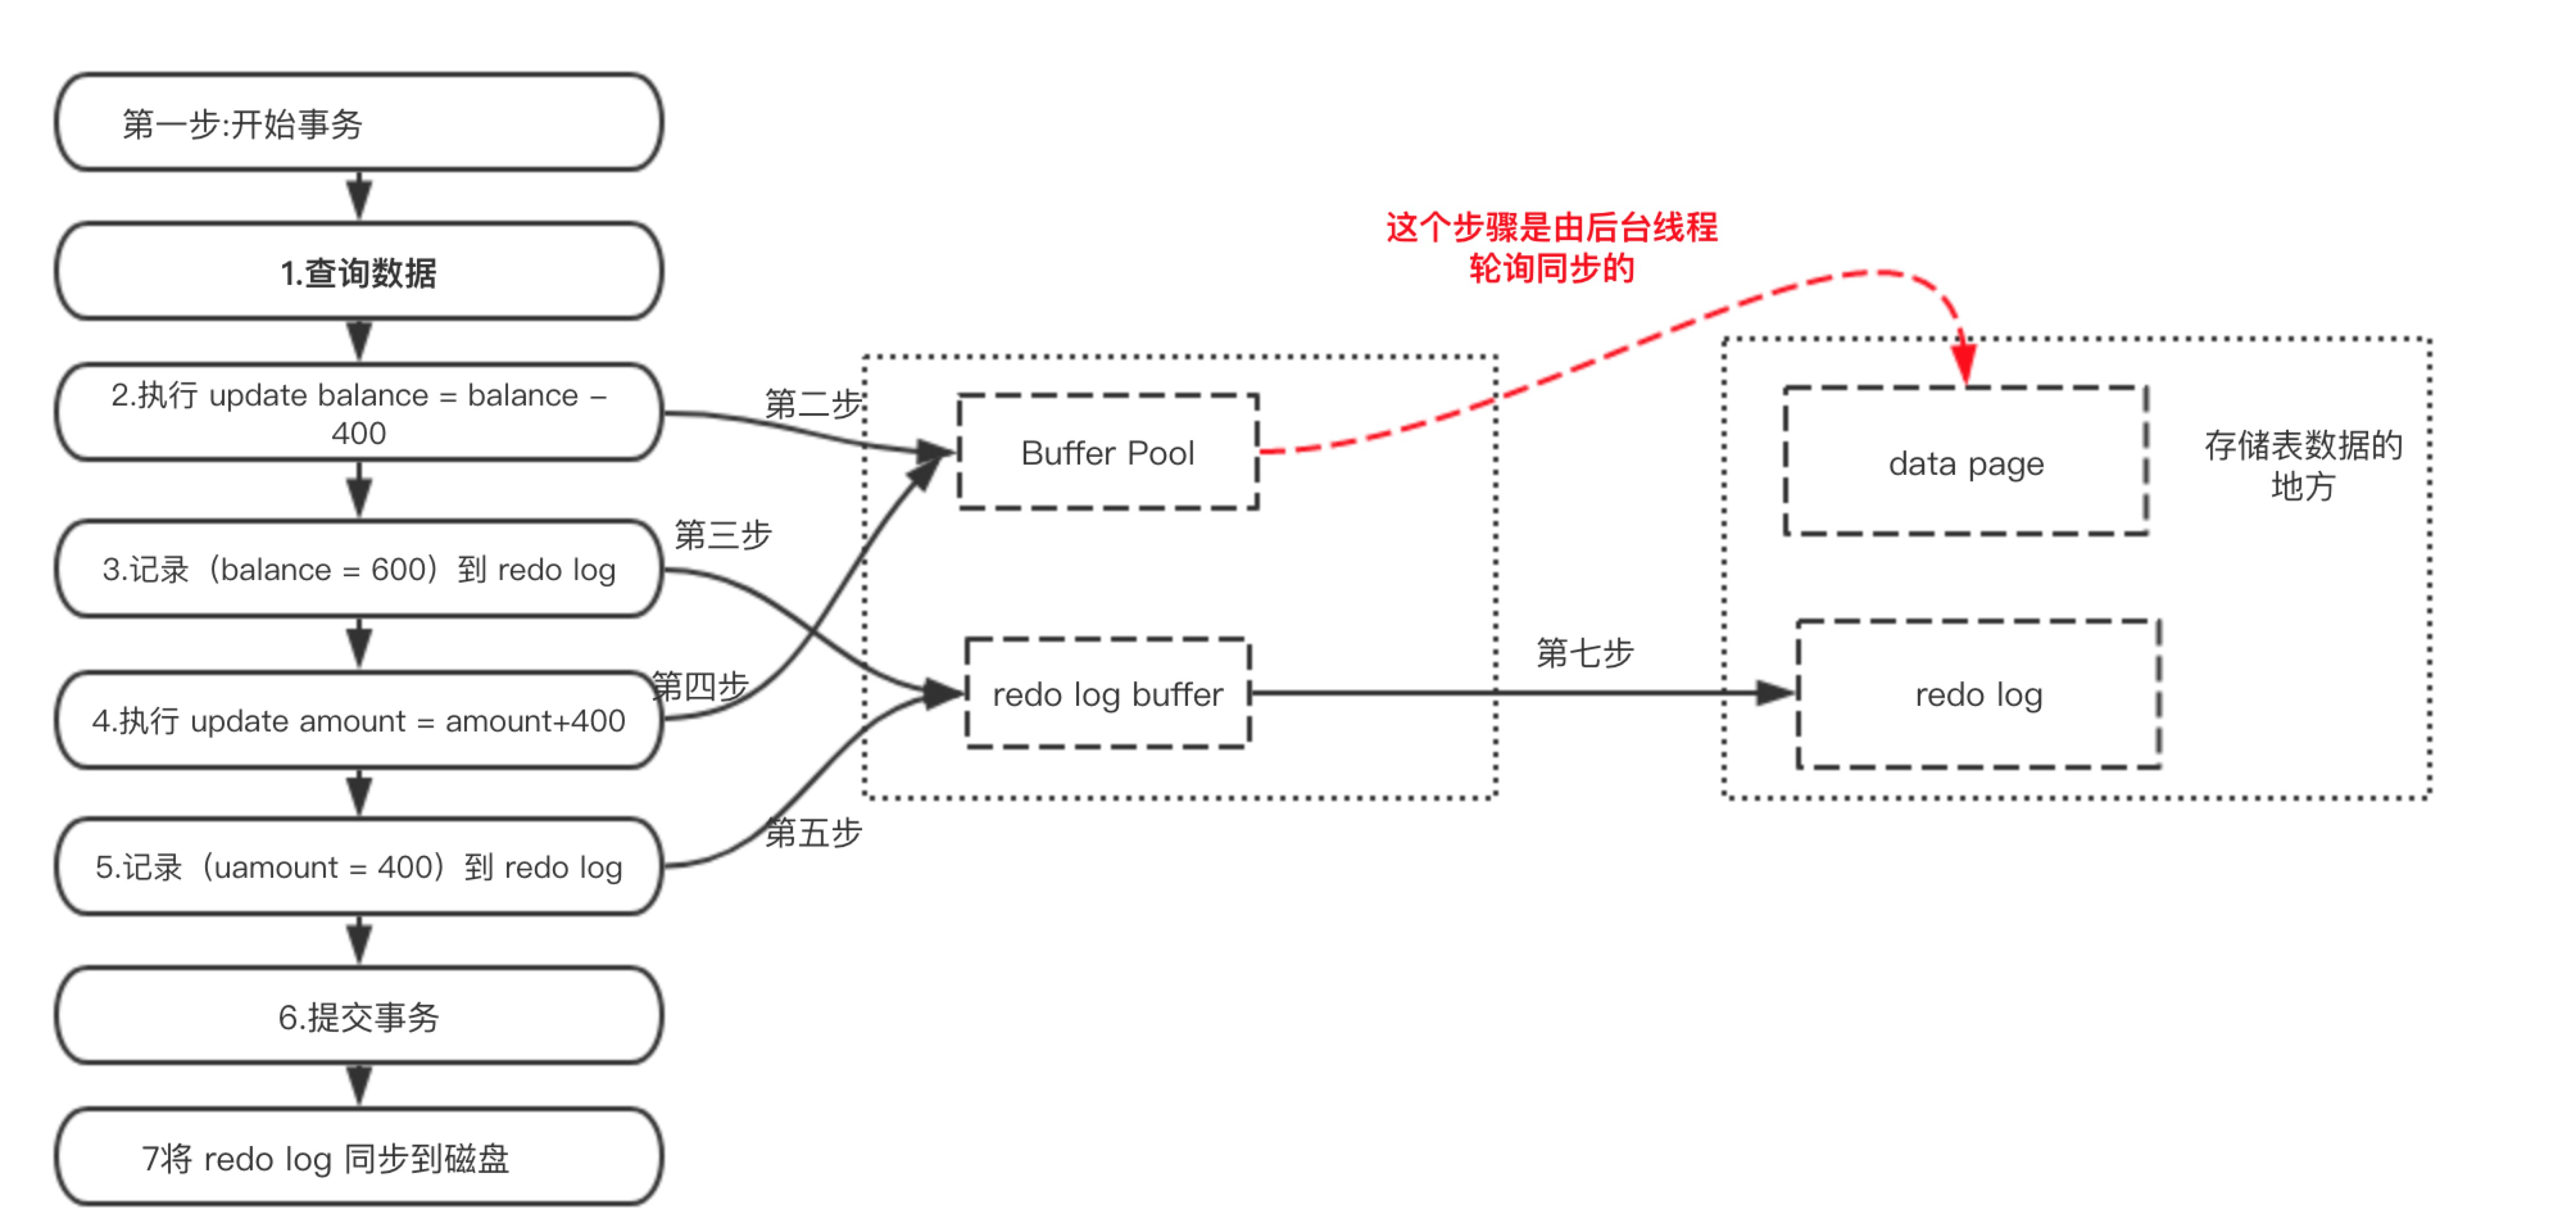 第一步:开始事务
1.查询数据
2.执行 update balance = balance –
400
3.记录（balance = 600）到 redo log
4.执行 update amount = amount+400
5.记录（uamount = 400）到 redo log
6.提交事务
7将 redo log 同步到磁盘
第二步
第三步
第四步
第五步
Buffer Pool
redo log buffer
这个步骤是由后台线程
轮询同步的
第七步
data page
redo log
存储表数据的
地方